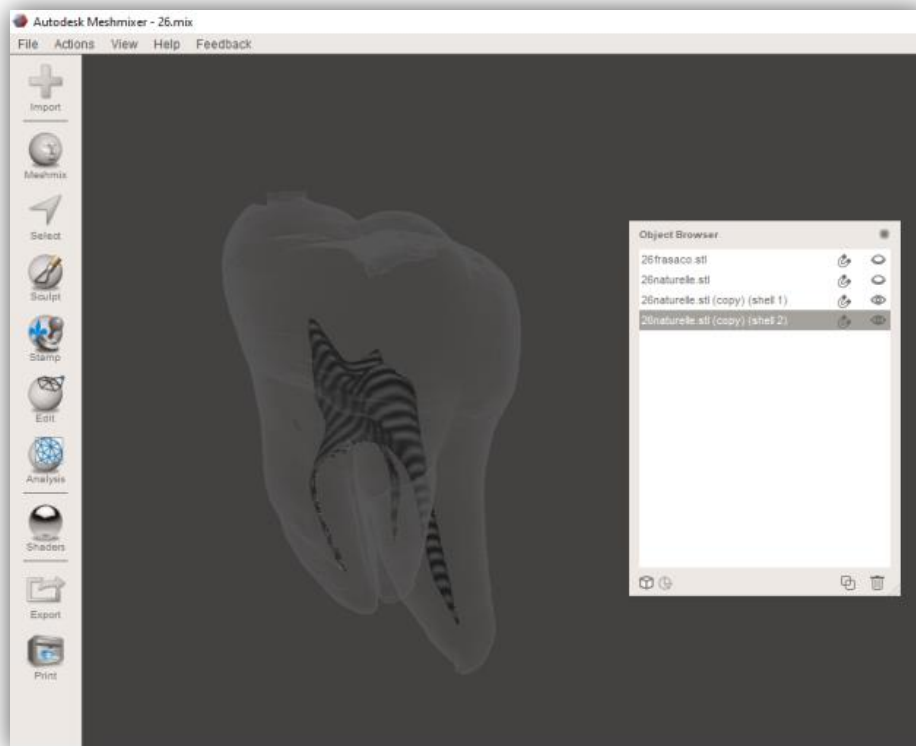 Autodesk Meshmixer - 26.mix
File Actions View Help Feedback
Import
Meshmix
Select
Sculpt
Stamp
Edit
Analysis
Shaders
Export
Print
Object Browser
26frasaco.stl
26naturelle.stl
26naturelle.stl (copy) (shell 1)
26naturelle.stl (copy) (shell 2)